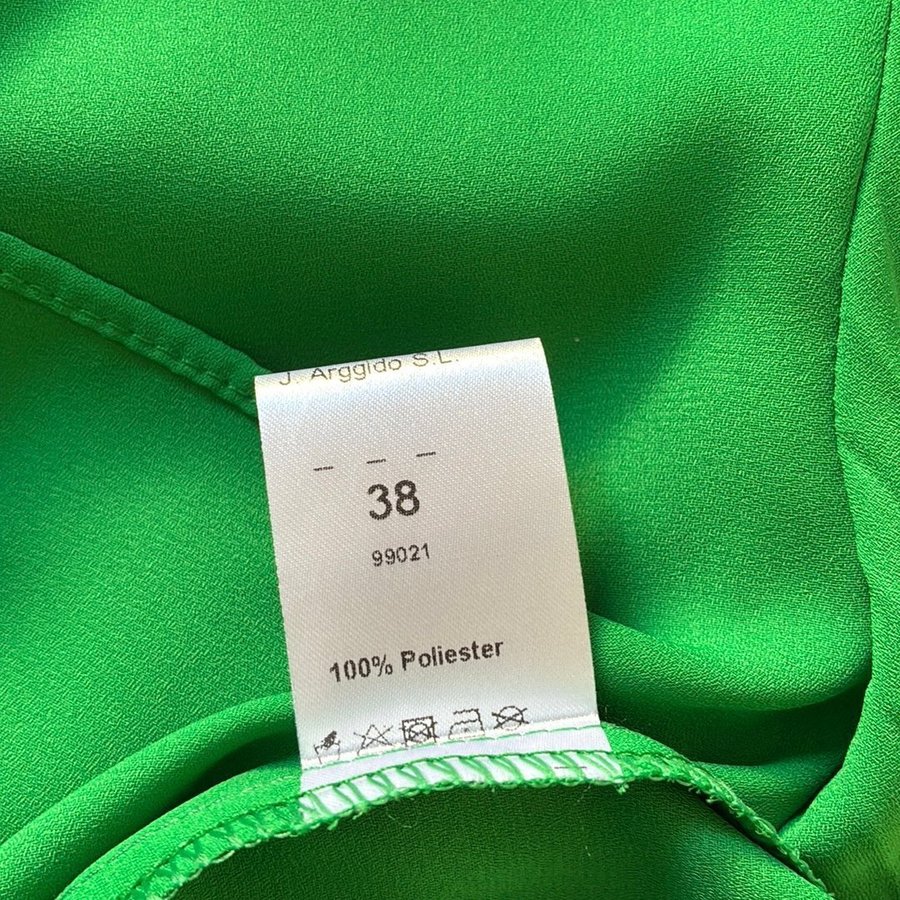 J. Arggido S.L.
_ _ _
38
99021
100% Poliester